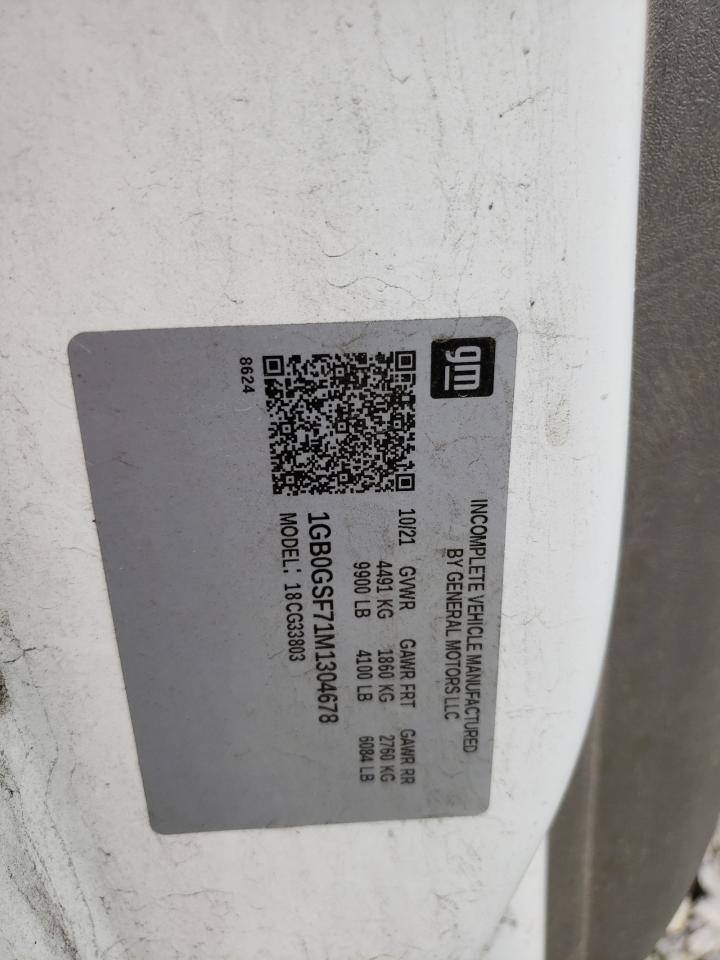 gm
INCOMPLETE VEHICLE MANUFACTURED
BY GENERAL MOTORS LLC
10/21 GVWR GAWR FRT GAWR RR
4491 KG 1860 KG 2760 KG
9900 LB 4100 LB 6084 LB
1GB0GSF71M1304678
MODEL: 18CG33803
8624